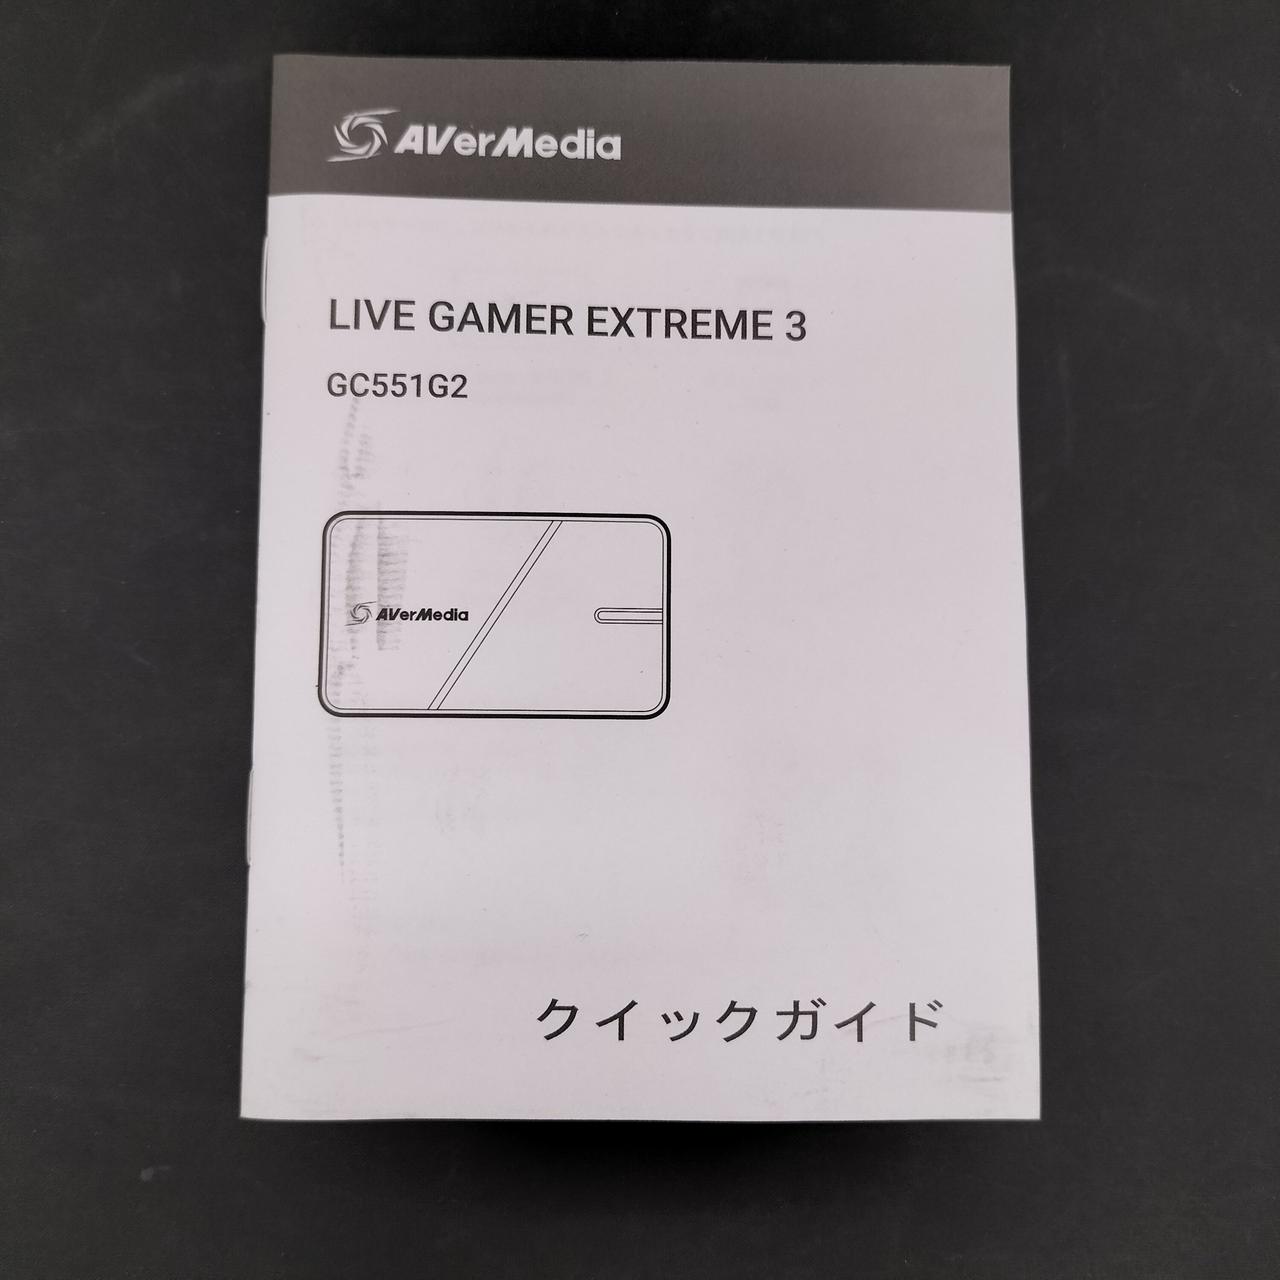 AVerMedia
LIVE GAMER EXTREME 3
GC551G2
AVerMedia
クイックガイド